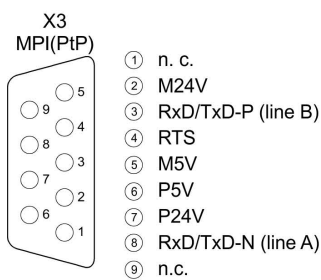 X3
MPI(PtP)
5
9
4
8
3
7
2
6
1
1 n. c.
2 M24V
3 RxD/TxD-P (line B)
4 RTS
5 M5V
6 P5V
7 P24V
8 RxD/TxD-N (line A)
9 n.c.